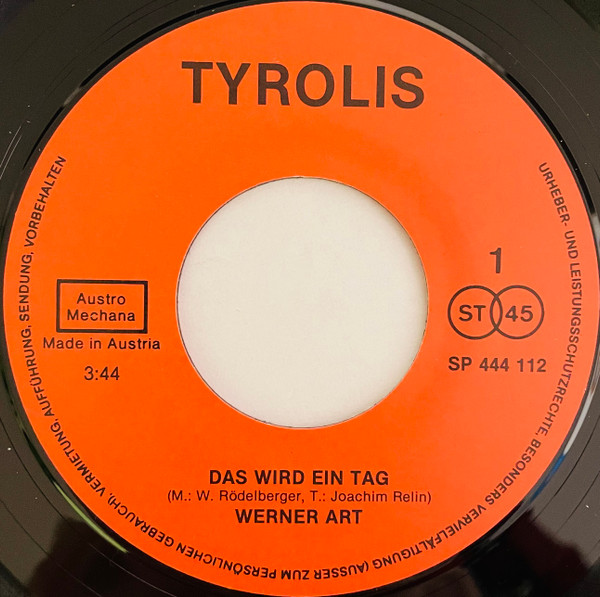 TYROLIS
URHEBER- UND LEISTUNGSSCHUTZRECHTE, BESONDERS VERVIELFÄLTIGUNG (AUSSER ZUM PERSÖNLICHEN GEBRAUCH), VERMIETUNG, AUFFÜHRUNG, SENDUNG, VORBEHALTEN
Austro
Mechana
Made in Austria
3:44
1
ST 45
SP 444 112
DAS WIRD EIN TAG
(M.: W. Rödelberger, T.: Joachim Relin)
WERNER ART